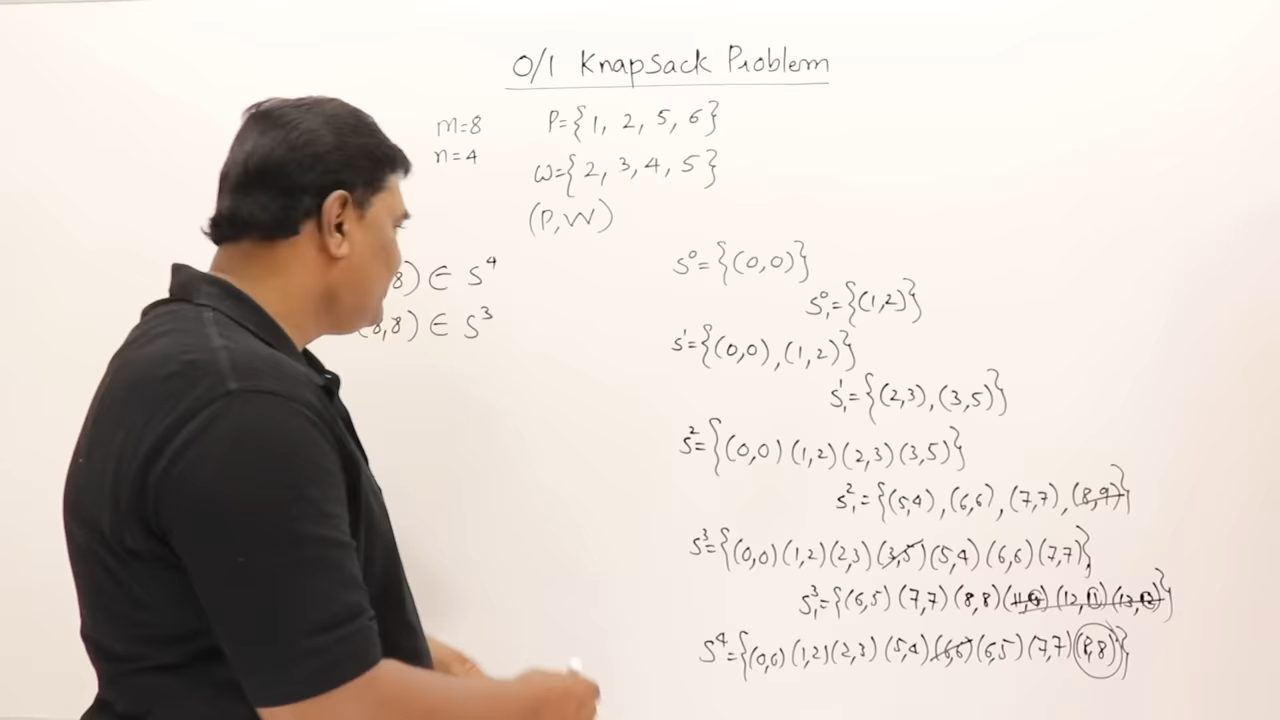 0/1 Knapsack Problem
m=8 P={1, 2, 5, 6}
n=4 w={2, 3, 4, 5}
(P,W)
8) ∈ S⁴
(8,8) ∈ S³
S⁰={(0,0)}
S⁰₁={(1,2)}
S¹={(0,0),(1,2)}
S¹₁={(2,3),(3,5)}
S²={(0,0)(1,2)(2,3)(3,5)}
S²₁={(5,4),(6,6),(7,7),(8,9)}
S³={(0,0)(1,2)(2,3)(3,5)(5,4)(6,6)(7,7)}
S³₁={(6,5)(7,7)(8,8)(11,9)(12,11)(13,12)}
S⁴={(0,0)(1,2)(2,3)(5,4)(6,6)(6,5)(7,7)(8,8)}